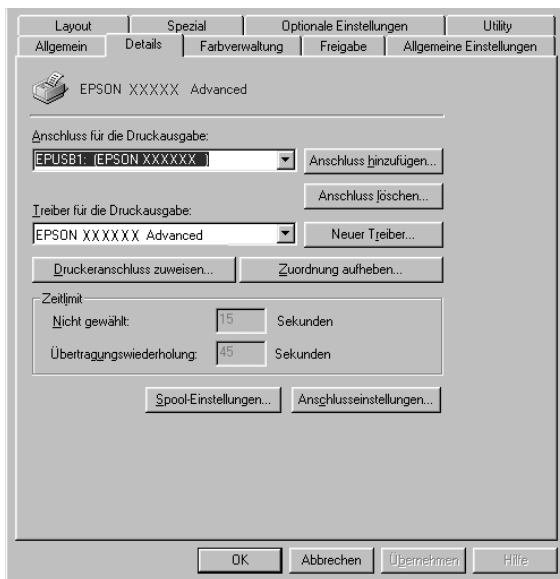 Layout Spezial Optionale Einstellungen Utility
Allgemein Details Farbverwaltung Freigabe Allgemeine Einstellungen
EPSON XXXXX Advanced
Anschluss für die Druckausgabe:
EPUSB1: (EPSON XXXXXX ) Anschluss hinzufügen...
Anschluss löschen...
Treiber für die Druckausgabe:
EPSON XXXXXX Advanced Neuer Treiber...
Druckeranschluss zuweisen... Zuordnung aufheben...
Zeitlimit
Nicht gewählt: 15 Sekunden
Übertragungswiederholung: 45 Sekunden
Spool-Einstellungen... Anschlusseinstellungen...
OK Abbrechen Übernehmen Hilfe